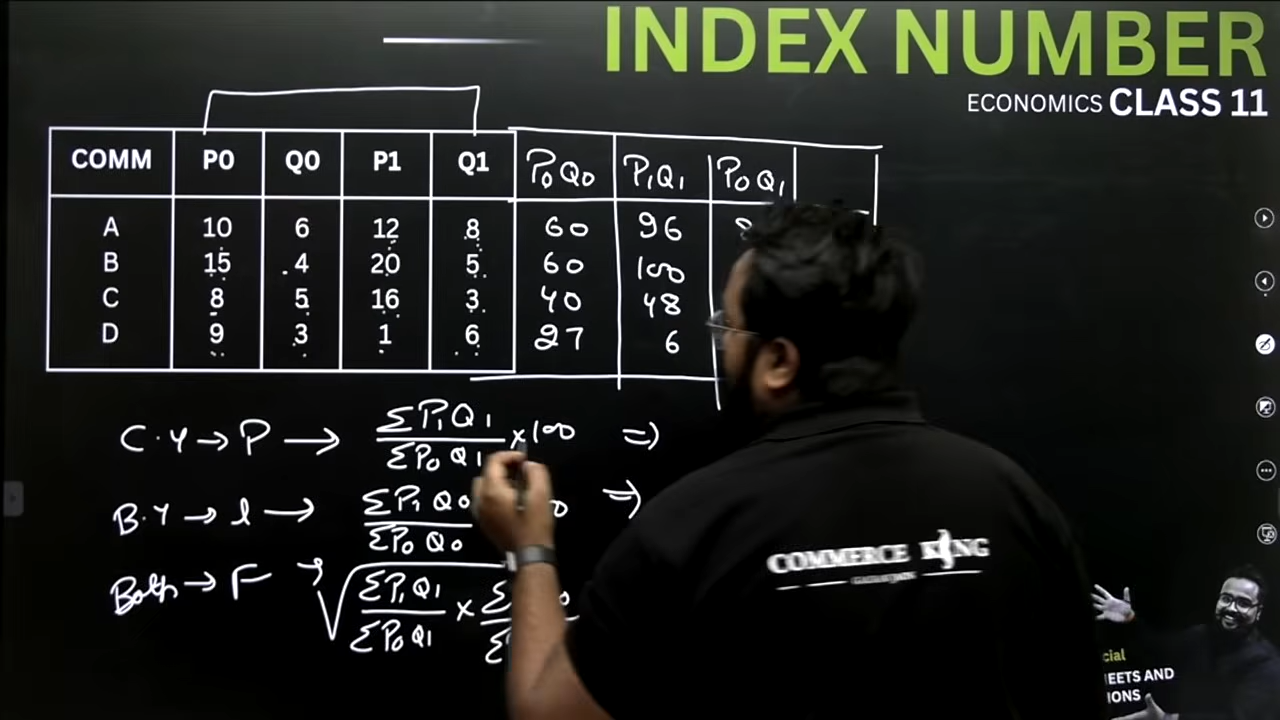 INDEX NUMBER
ECONOMICS CLASS 11
COMM P0 Q0 P1 Q1 P₀Q₀ P₁Q₁ P₀Q₁
A 10 6 12 8 60 96
B 15 4 20 5 60 100
C 8 5 16 3 40 48
D 9 3 1 6 27 6
C.Y → P → ΣP₁Q₁ / ΣP₀Q₁ × 100 ⇒
B.Y → l → ΣP₁Q₀ / ΣP₀Q₀ ⇒
Both → F → √ ΣP₁Q₁ / ΣP₀Q₁ × Σ
COMMERCE KING